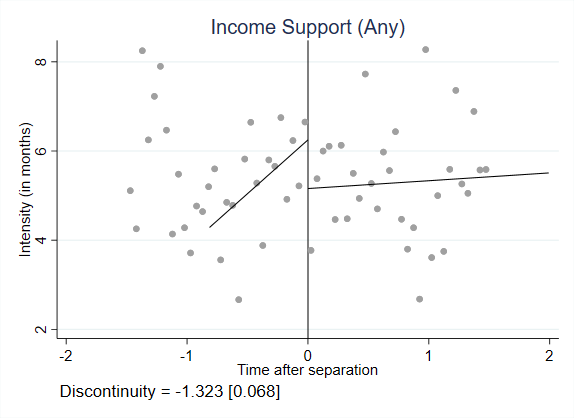 Income Support (Any)
Intensity (in months)
8
6
4
2
-2 -1 0 1 2
Time after separation
Discontinuity = -1.323 [0.068]